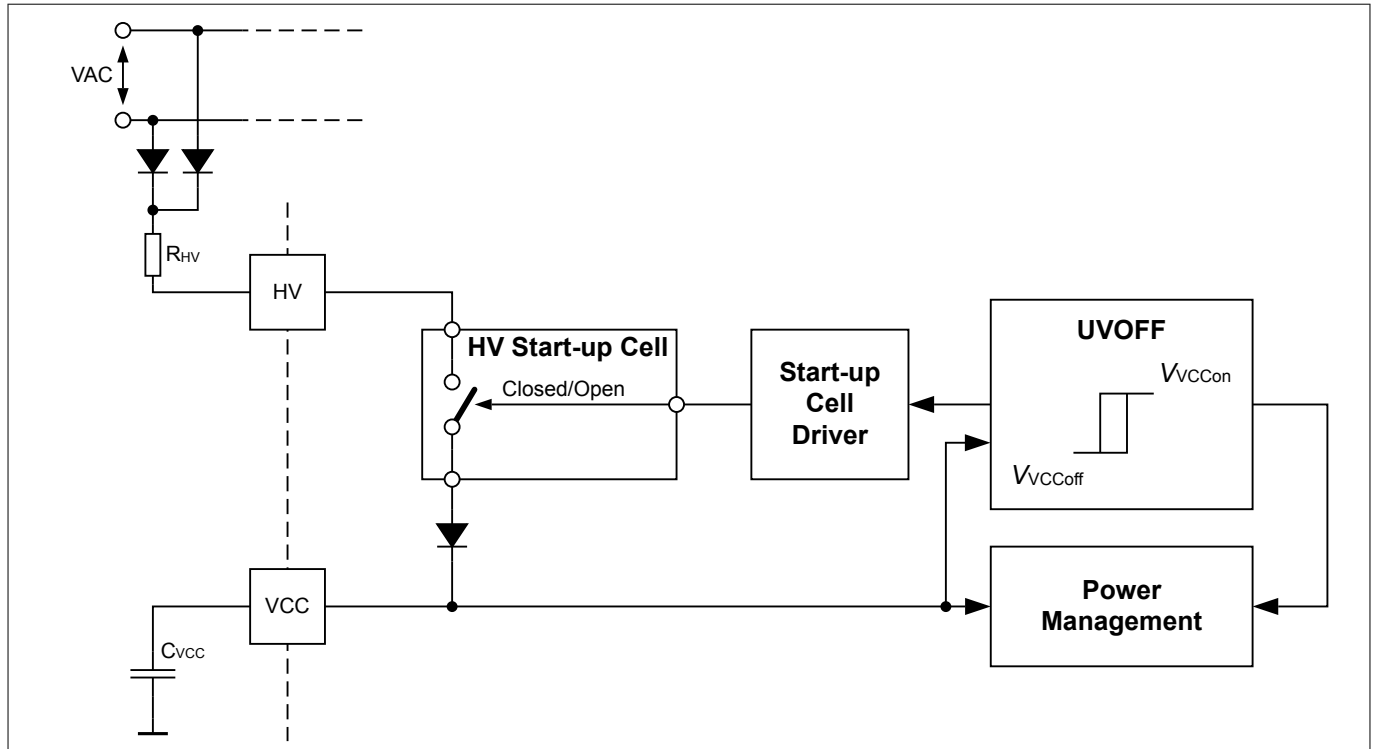 VAC
RHV
HV
HV Start-up Cell
Closed/Open
Start-up
Cell
Driver
UVOFF
VVCCon
VVCCoff
VCC
CVCC
Power
Management